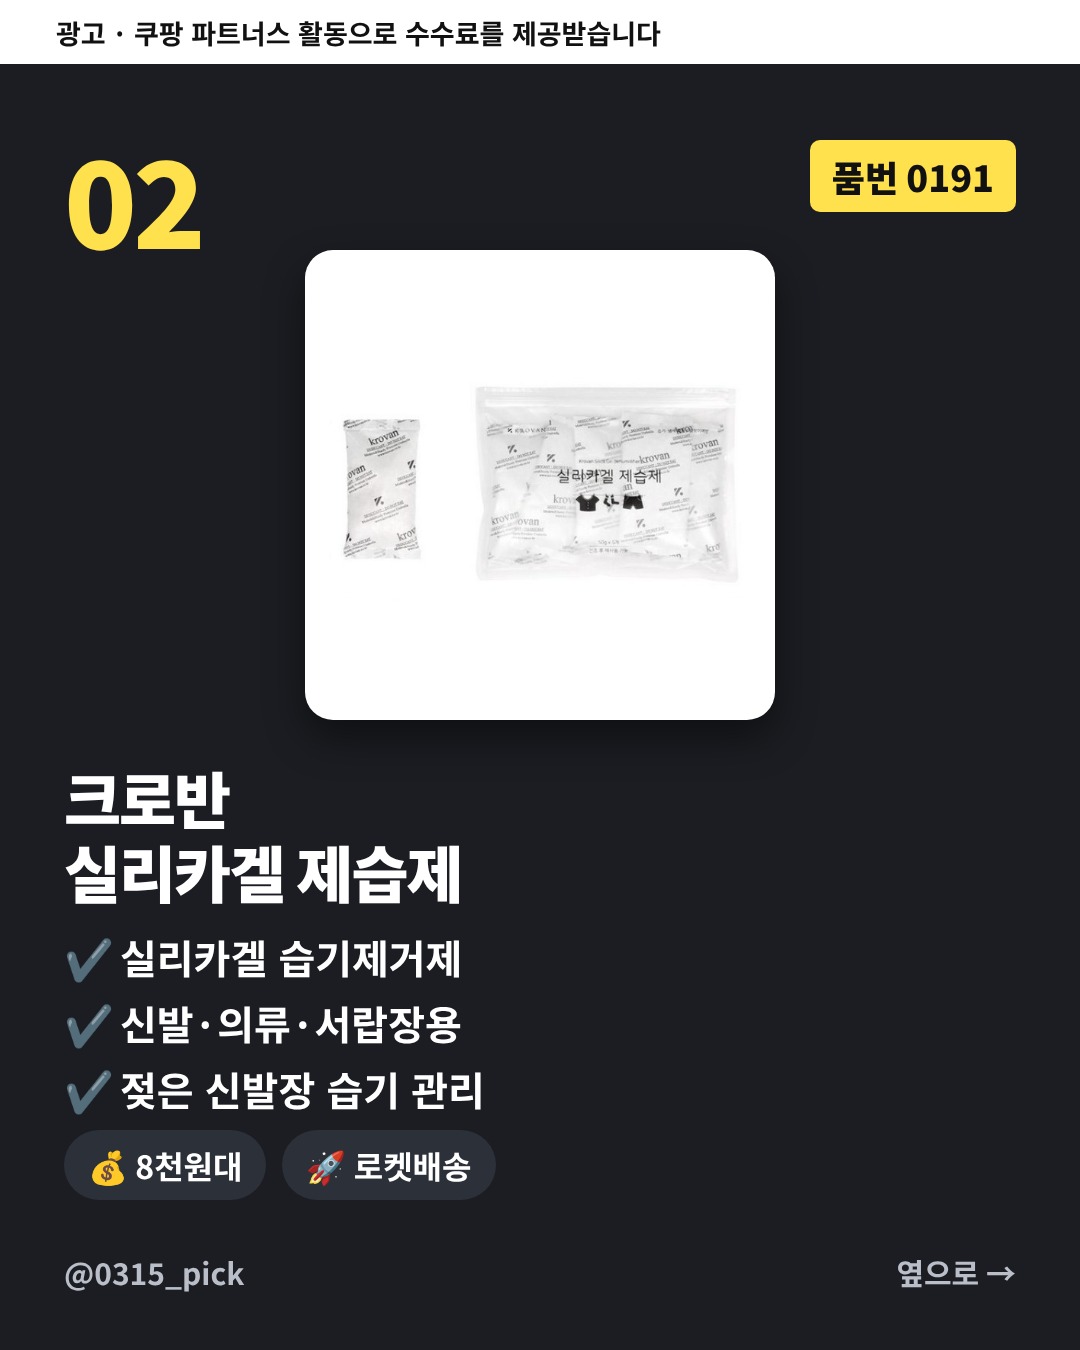 광고 · 쿠팡 파트너스 활동으로 수수료를 제공받습니다
02
품번 0191
krovan
실리카겔 제습제
크로반
실리카겔 제습제
✔ 실리카겔 습기제거제
✔ 신발·의류·서랍장용
✔ 젖은 신발장 습기 관리
💰 8천원대
🚀 로켓배송
@0315_pick
옆으로 →